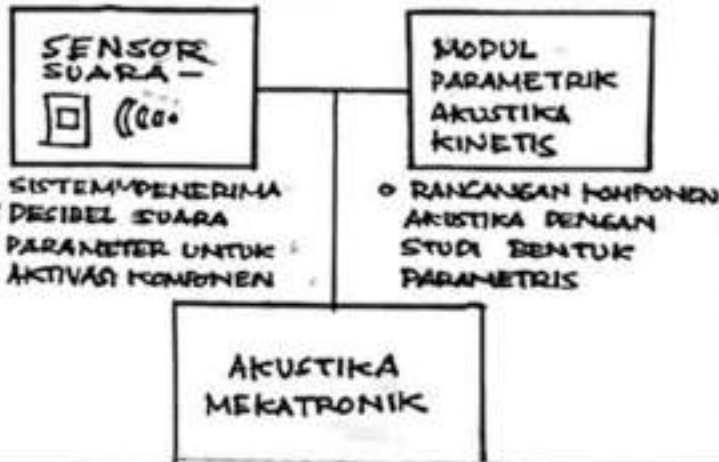 SENSOR
SUARA –
MODUL
PARAMETRIK
AKUSTIKA
KINETIS
SISTEM PENERIMA
DESIBEL SUARA
PARAMETER UNTUK
AKTIVASI KOMPONEN
RANCANGAN KOMPONEN
AKUSTIKA DENGAN
STUDI BENTUK
PARAMETRIS
AKUSTIKA
MEKATRONIK